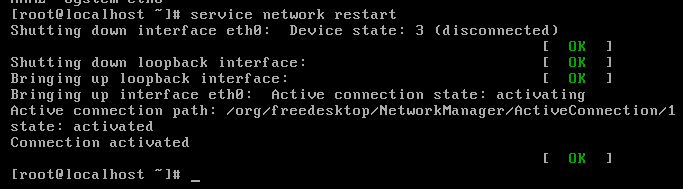 [root@localhost ~]# service network restart
Shutting down interface eth0:  Device state: 3 (disconnected)
[  OK  ]
Shutting down loopback interface:                          [  OK  ]
Bringing up loopback interface:                            [  OK  ]
Bringing up interface eth0:  Active connection state: activating
Active connection path: /org/freedesktop/NetworkManager/ActiveConnection/1
state: activated
Connection activated
[  OK  ]
[root@localhost ~]# _